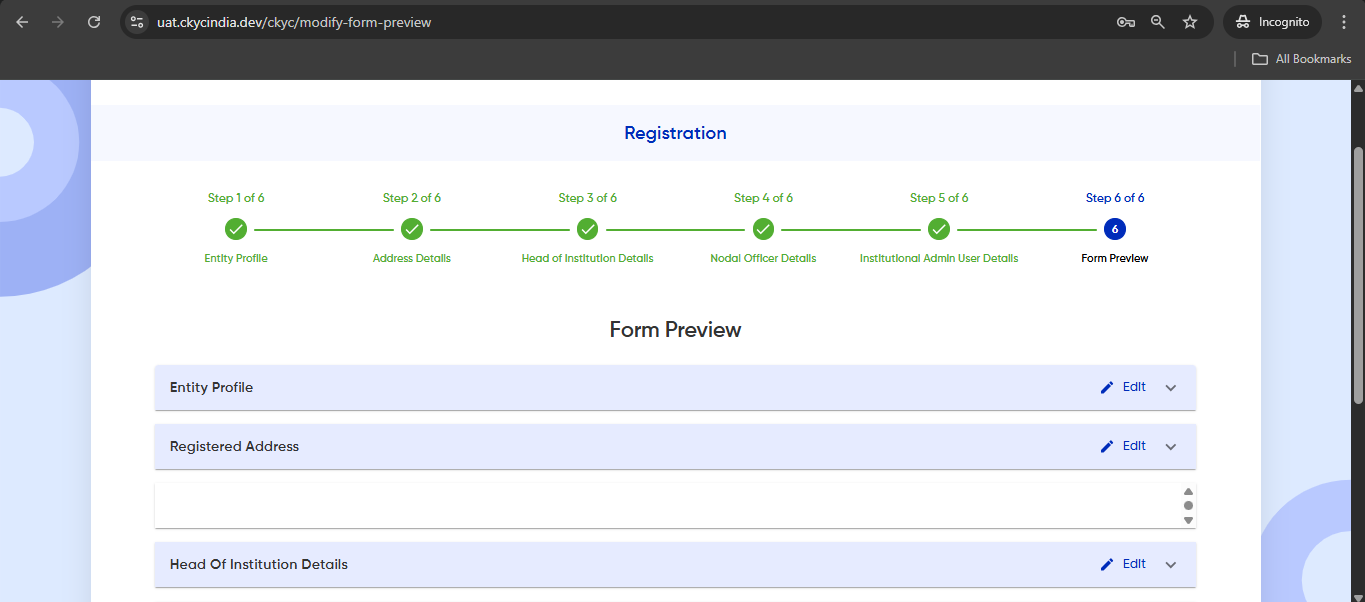 uat.ckycindia.dev/ckyc/modify-form-preview
Incognito
All Bookmarks
Registration
Step 1 of 6
Step 2 of 6
Step 3 of 6
Step 4 of 6
Step 5 of 6
Step 6 of 6
6
Entity Profile
Address Details
Head of Institution Details
Nodal Officer Details
Institutional Admin User Details
Form Preview
Form Preview
Entity Profile
Edit
Registered Address
Edit
Head Of Institution Details
Edit